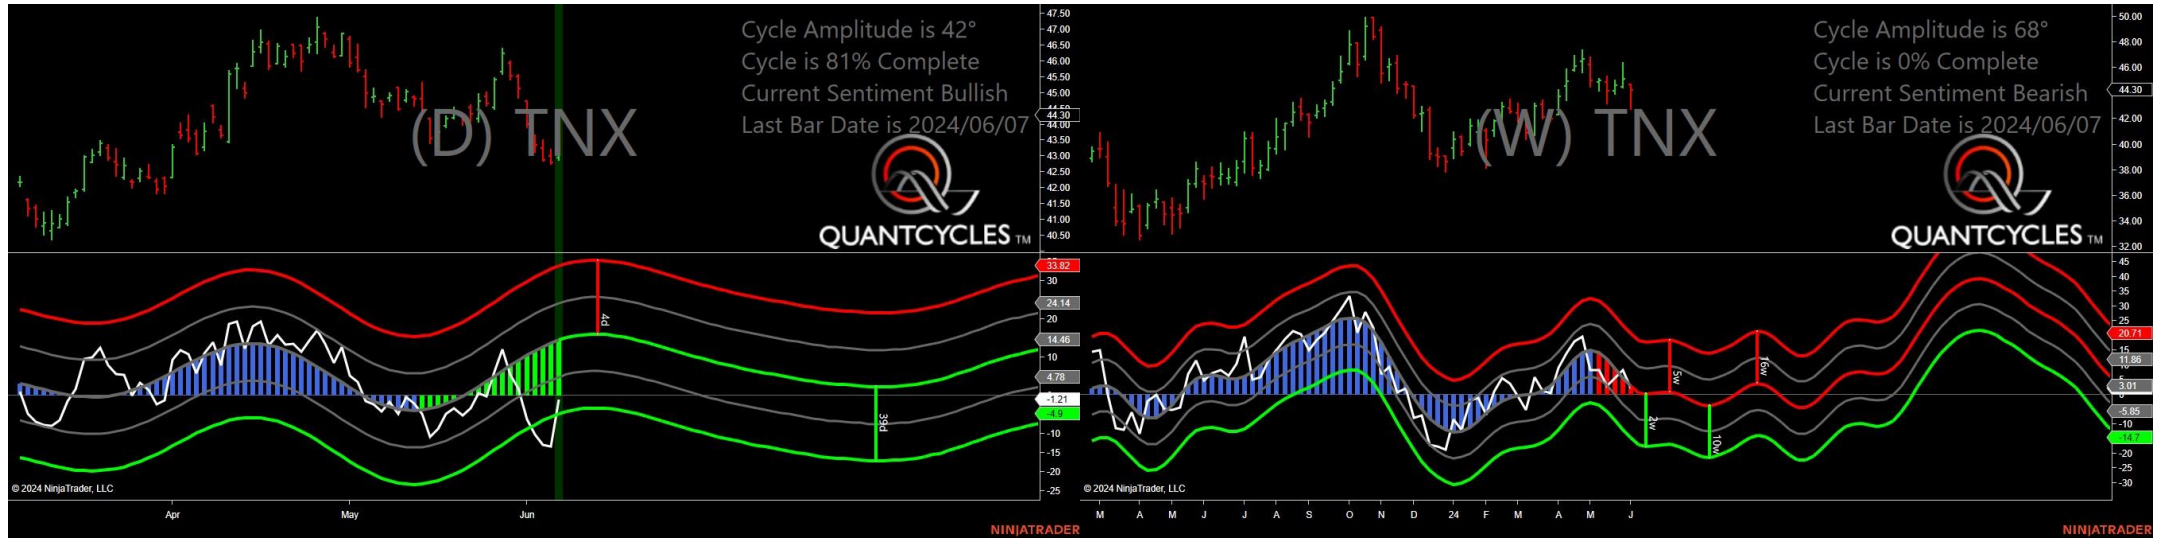 Cycle Amplitude is 42°
Cycle is 81% Complete
Current Sentiment Bullish
Last Bar Date is 2024/06/07
(D) TNX
QUANTCYCLES TM
47.50
47.00
46.50
46.00
45.50
45.00
44.50
44.30
43.50
43.00
42.50
42.00
41.50
41.00
40.50
33.82
30
24.14
20
14.46
10
4.78
-1.21
-4.9
-10
-15
-20
-25
4d
39d
© 2024 NinjaTrader, LLC
Apr May Jun
NINJATRADER
Cycle Amplitude is 68°
Cycle is 0% Complete
Current Sentiment Bearish
Last Bar Date is 2024/06/07
(W) TNX
QUANTCYCLES TM
50.00
48.00
46.00
44.30
42.00
40.00
38.00
36.00
34.00
32.00
45
40
35
30
25
20.71
15
11.86
3.01
-5.85
-10
-14.7
-20
-25
-30
5w
16w
2w
10w
© 2024 NinjaTrader, LLC
M A M J J A S O N D 24 F M A M J
NINJATRADER